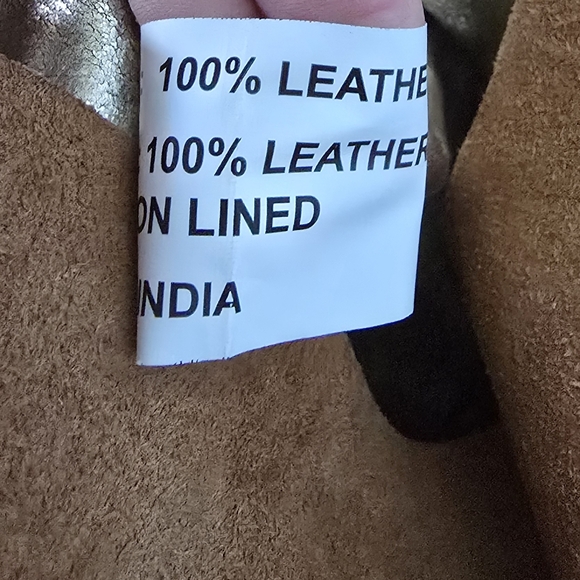 : 100% LEATHE
100% LEATHER
ON LINED
INDIA